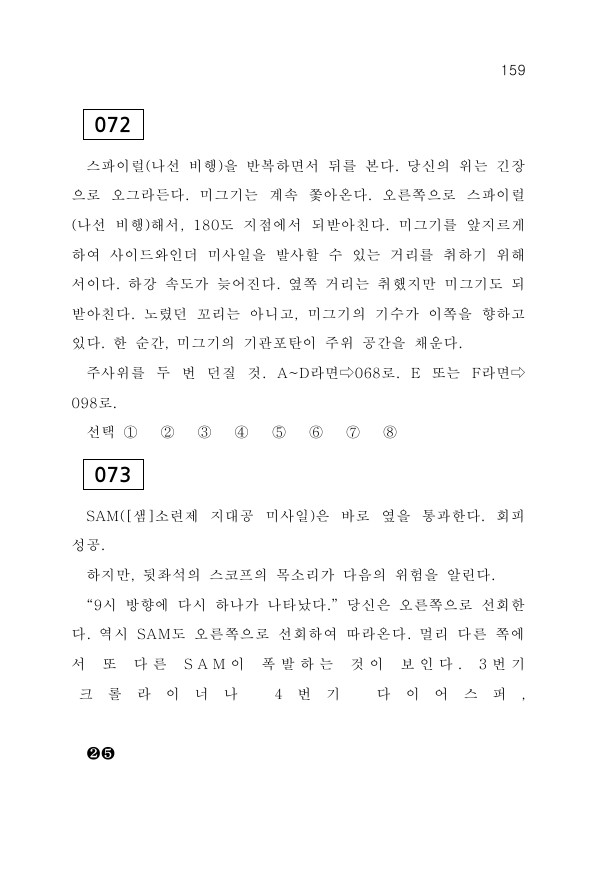 159
072
스파이럴(나선 비행)을 반복하면서 뒤를 본다. 당신의 위는 긴장
으로 오그라든다. 미그기는 계속 쫓아온다. 오른쪽으로 스파이럴
(나선 비행)해서, 180도 지점에서 되받아친다. 미그기를 앞지르게
하여 사이드와인더 미사일을 발사할 수 있는 거리를 취하기 위해
서이다. 하강 속도가 늦어진다. 옆쪽 거리는 취했지만 미그기도 되
받아친다. 노렸던 꼬리는 아니고, 미그기의 기수가 이쪽을 향하고
있다. 한 순간, 미그기의 기관포탄이 주위 공간을 채운다.
주사위를 두 번 던질 것. A~D라면⇨068로. E 또는 F라면⇨
098로.
선택 ① ② ③ ④ ⑤ ⑥ ⑦ ⑧
073
SAM([샘]소련제 지대공 미사일)은 바로 옆을 통과한다. 회피
성공.
하지만, 뒷좌석의 스코프의 목소리가 다음의 위험을 알린다.
“9시 방향에 다시 하나가 나타났다.” 당신은 오른쪽으로 선회한
다. 역시 SAM도 오른쪽으로 선회하여 따라온다. 멀리 다른 쪽에
서 또 다른 SAM이 폭발하는 것이 보인다. 3번기
크롤라이너나 4번기 다이어스퍼,
❷❺